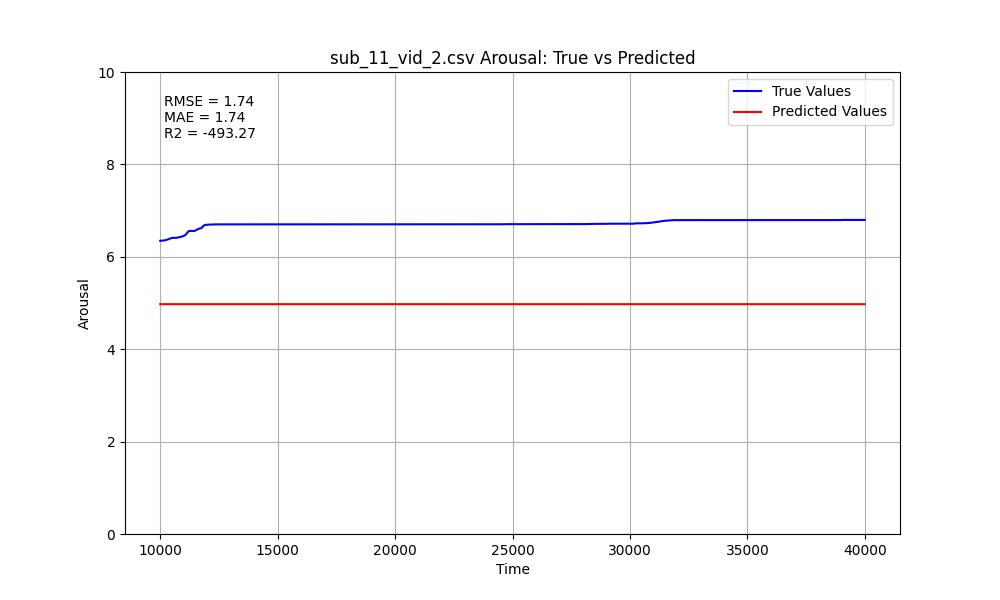 sub_11_vid_2.csv Arousal: True vs Predicted
RMSE = 1.74
MAE = 1.74
R2 = -493.27
True Values
Predicted Values
10
8
6
4
2
0
Arousal
10000
15000
20000
25000
30000
35000
40000
Time